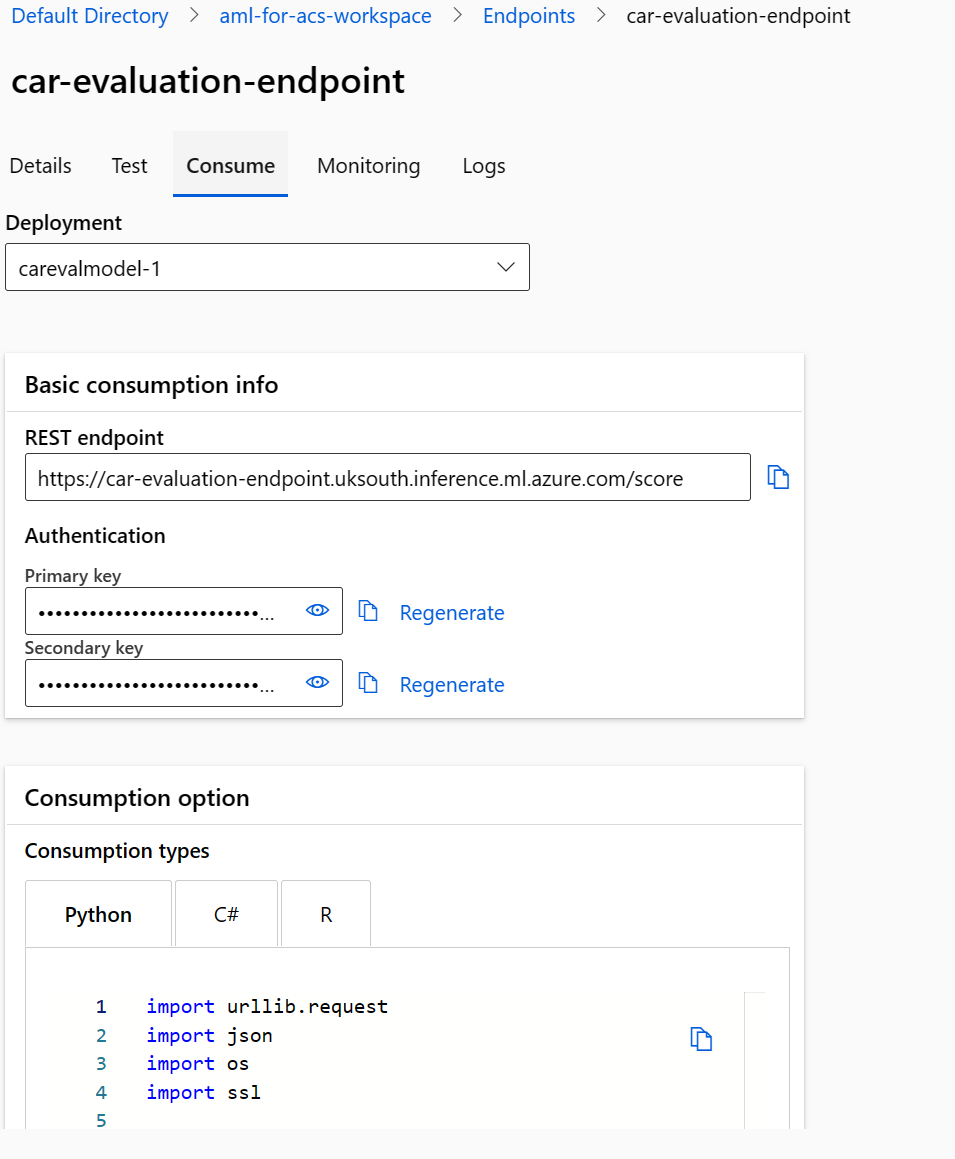 Default Directory > aml-for-acs-workspace > Endpoints > car-evaluation-endpoint
car-evaluation-endpoint
Details Test Consume Monitoring Logs
Deployment
carevalmodel-1
Basic consumption info
REST endpoint
https://car-evaluation-endpoint.uksouth.inference.ml.azure.com/score
Authentication
Primary key
••••••••••••••••••••••••••... Regenerate
Secondary key
••••••••••••••••••••••••••... Regenerate
Consumption option
Consumption types
Python C# R
1 import urllib.request
2 import json
3 import os
4 import ssl
5